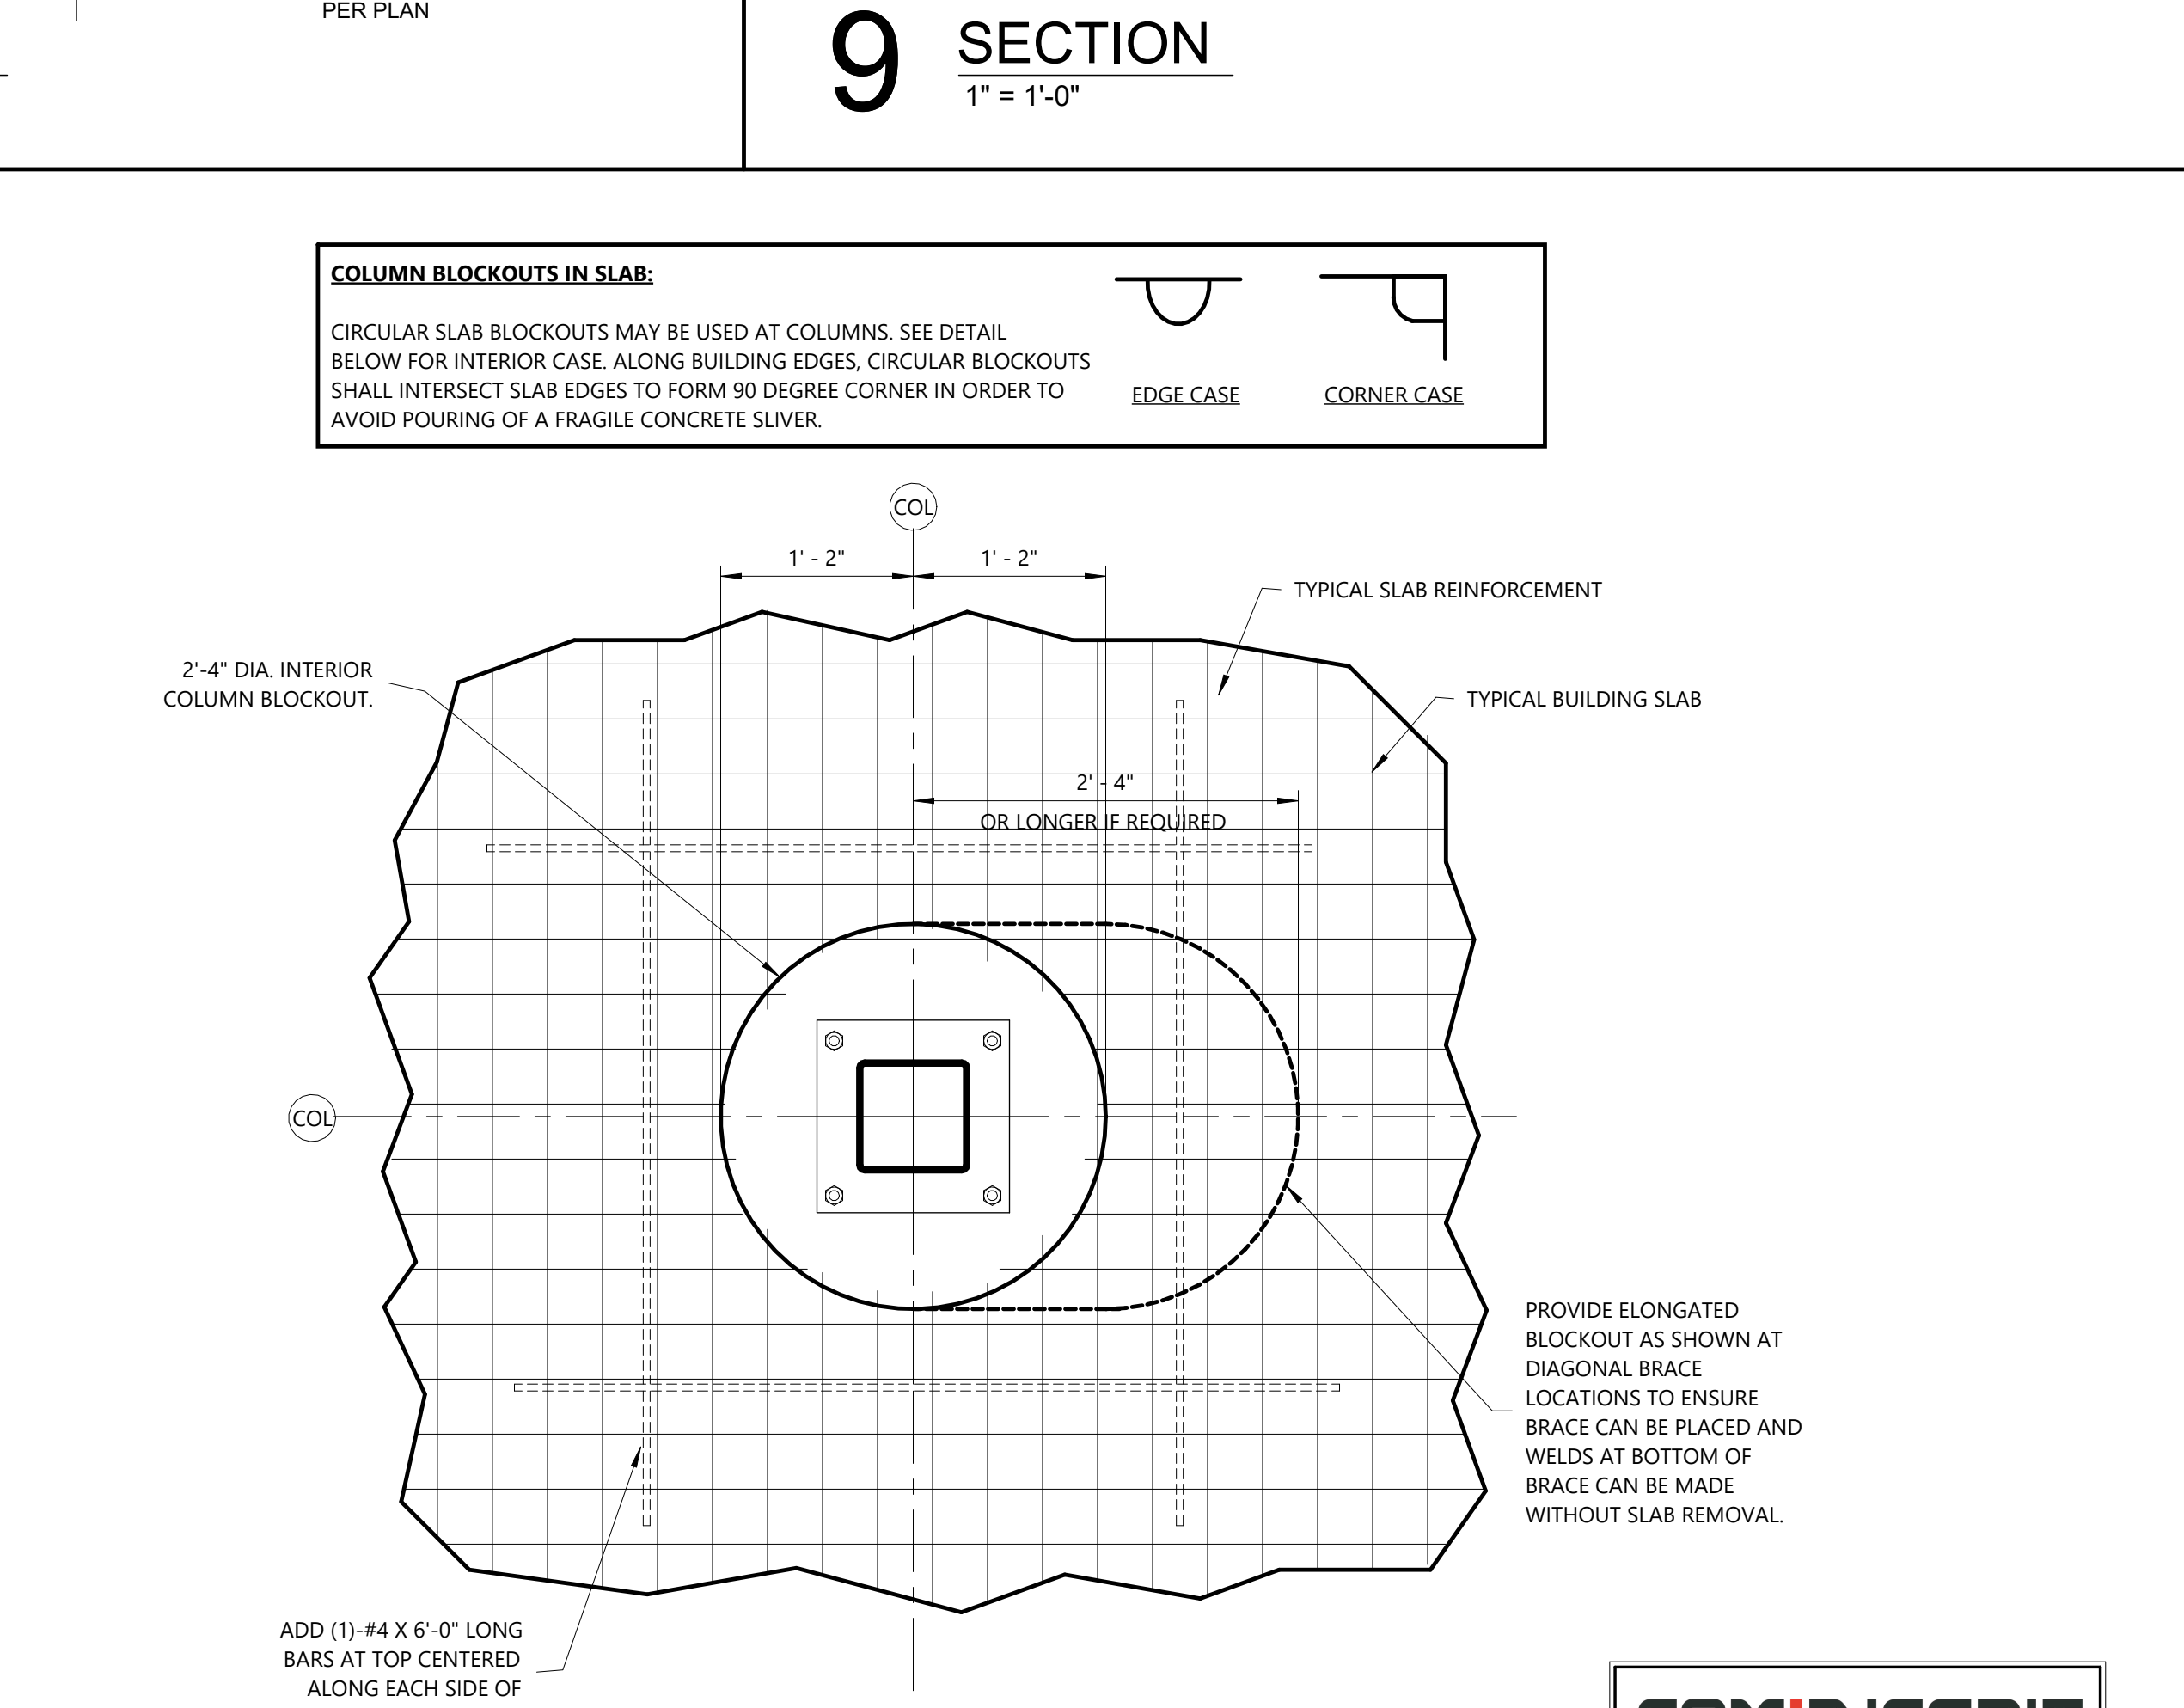 PER PLAN
9 SECTION
1" = 1'-0"
COLUMN BLOCKOUTS IN SLAB:
CIRCULAR SLAB BLOCKOUTS MAY BE USED AT COLUMNS. SEE DETAIL
BELOW FOR INTERIOR CASE. ALONG BUILDING EDGES, CIRCULAR BLOCKOUTS
SHALL INTERSECT SLAB EDGES TO FORM 90 DEGREE CORNER IN ORDER TO
AVOID POURING OF A FRAGILE CONCRETE SLIVER.
EDGE CASE
CORNER CASE
COL
1' - 2"
1' - 2"
TYPICAL SLAB REINFORCEMENT
2'-4" DIA. INTERIOR
COLUMN BLOCKOUT.
TYPICAL BUILDING SLAB
2' - 4"
OR LONGER IF REQUIRED
COL
PROVIDE ELONGATED
BLOCKOUT AS SHOWN AT
DIAGONAL BRACE
LOCATIONS TO ENSURE
BRACE CAN BE PLACED AND
WELDS AT BOTTOM OF
BRACE CAN BE MADE
WITHOUT SLAB REMOVAL.
ADD (1)-#4 X 6'-0" LONG
BARS AT TOP CENTERED
ALONG EACH SIDE OF